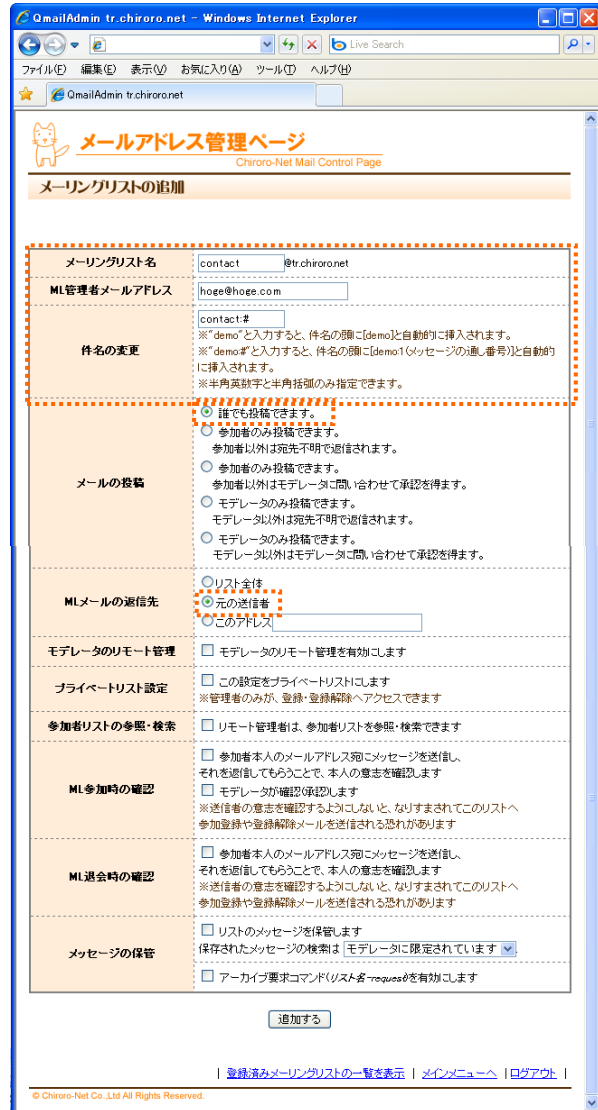 QmailAdmin tr.chiroro.net - Windows Internet Explorer
Live Search
ファイル(F) 編集(E) 表示(V) お気に入り(A) ツール(T) ヘルプ(H)
QmailAdmin tr.chiroro.net
メールアドレス管理ページ
Chiroro-Net Mail Control Page
メーリングリストの追加
メーリングリスト名 contact @tr.chiroro.net
ML管理者メールアドレス hoge@hoge.com
件名の変更
contact:#
※"demo"と入力すると、件名の頭に[demo]と自動的に挿入されます。
※"demo:#"と入力すると、件名の頭に[demo:1(メッセージの通し番号)]と自動的
に挿入されます。
※半角英数字と半角括弧のみ指定できます。
メールの投稿
誰でも投稿できます。
参加者のみ投稿できます。
参加者以外は宛先不明で返信されます。
参加者のみ投稿できます。
参加者以外はモデレータに問い合わせて承認を得ます。
モデレータのみ投稿できます。
モデレータ以外は宛先不明で返信されます。
モデレータのみ投稿できます。
モデレータ以外はモデレータに問い合わせて承認を得ます。
MLメールの返信先
リスト全体
元の送信者
このアドレス
モデレータのリモート管理 モデレータのリモート管理を有効にします
プライベートリスト設定
この設定をプライベートリストにします
※管理者のみが、登録・登録解除へアクセスできます
参加者リストの参照・検索 リモート管理者は、参加者リストを参照・検索できます
ML参加時の確認
参加者本人のメールアドレス宛にメッセージを送信し、
それを返信してもらうことで、本人の意志を確認します
モデレータが確認(承認)します
※送信者の意志を確認するようにしないと、なりすまされてこのリストへ
参加登録や登録解除メールを送信される恐れがあります
ML退会時の確認
参加者本人のメールアドレス宛にメッセージを送信し、
それを返信してもらうことで、本人の意志を確認します
※送信者の意志を確認するようにしないと、なりすまされてこのリストへ
参加登録や登録解除メールを送信される恐れがあります
メッセージの保管
リストのメッセージを保管します
保存されたメッセージの検索は モデレータに限定されています .
アーカイブ要求コマンド(リスト名-request)を有効にします
追加する
| 登録済みメーリングリストの一覧を表示 | メインメニューへ | ログアウト |
© Chiroro-Net Co.,Ltd All Rights Reserved.